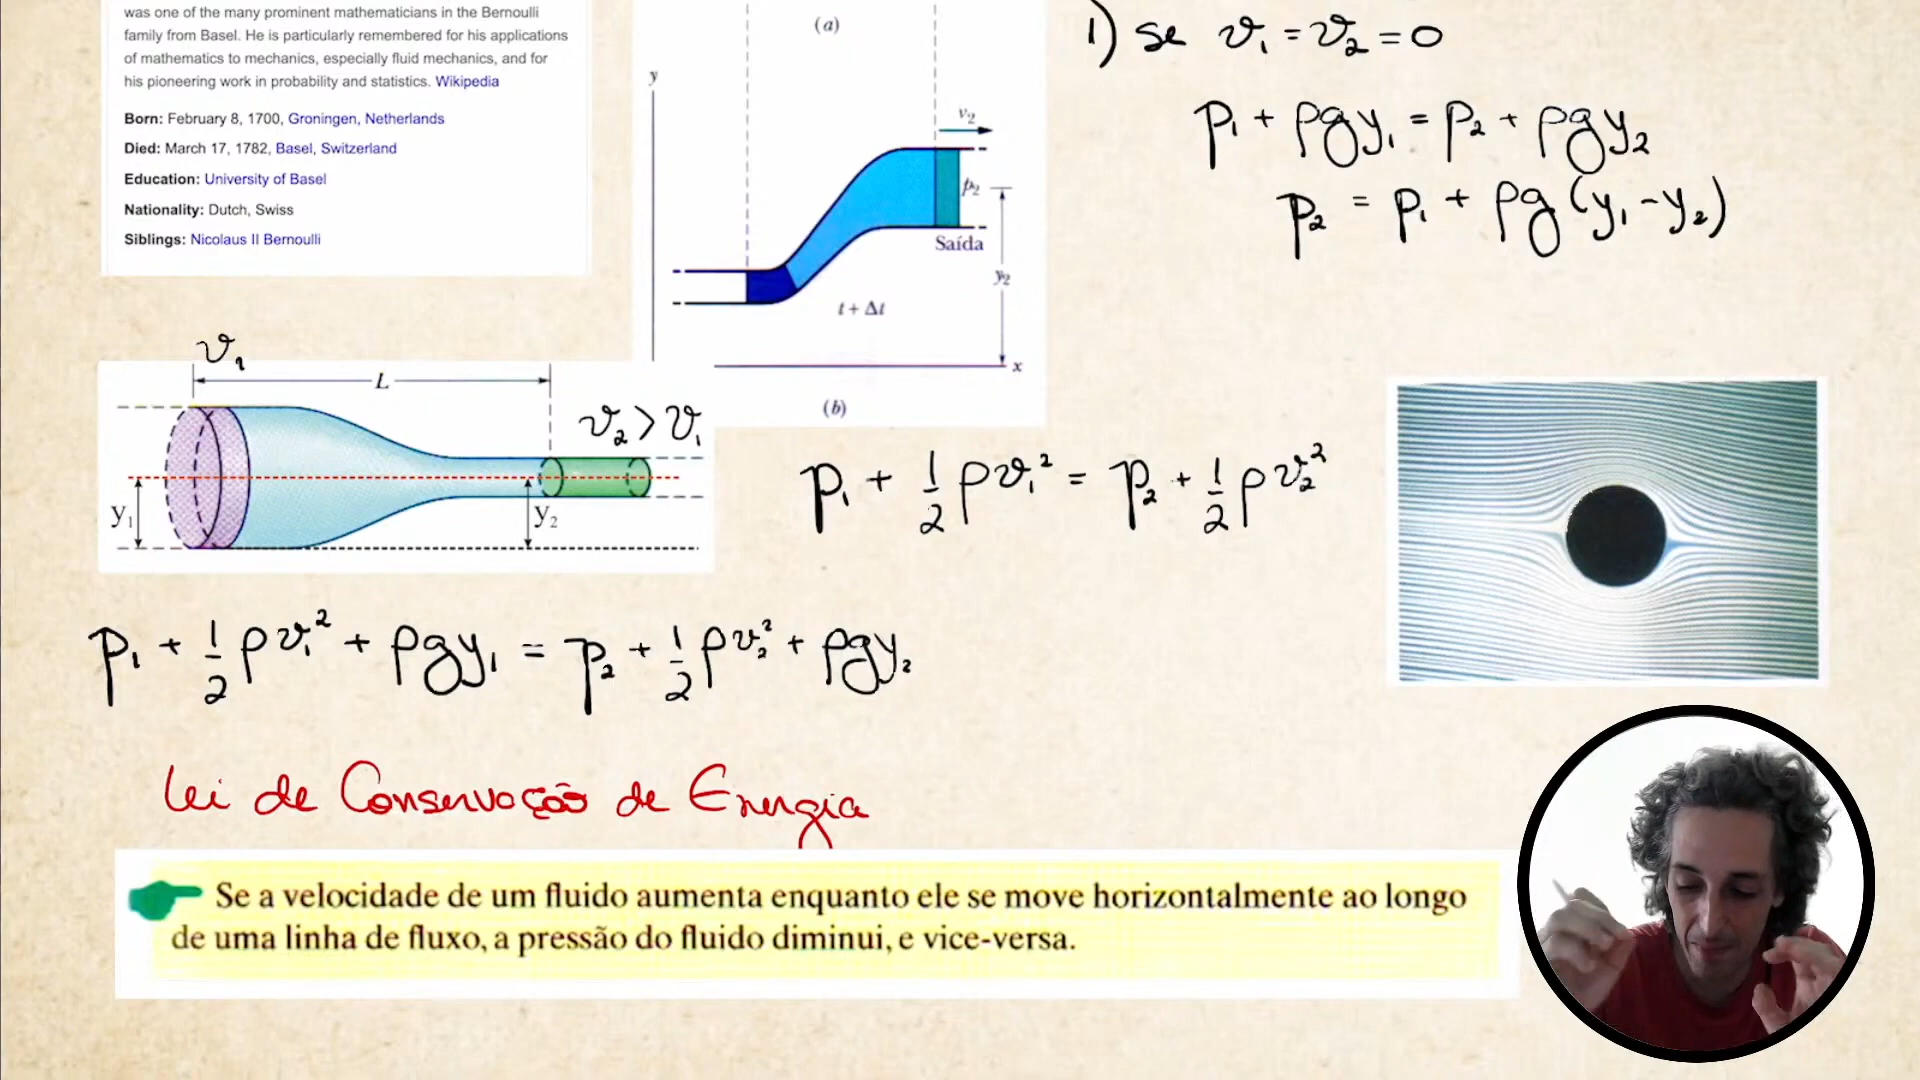 was one of the many prominent mathematicians in the Bernoulli
family from Basel. He is particularly remembered for his applications
of mathematics to mechanics, especially fluid mechanics, and for
his pioneering work in probability and statistics. Wikipedia
Born: February 8, 1700, Groningen, Netherlands
Died: March 17, 1782, Basel, Switzerland
Education: University of Basel
Nationality: Dutch, Swiss
Siblings: Nicolaus II Bernoulli
(a)
y
v₂
p₂
Saída
y₂
t + Δt
x
(b)
1) se v₁ = v₂ = 0
p₁ + ρgy₁ = p₂ + ρgy₂
p₂ = p₁ + ρg(y₁ - y₂)
v₁
L
v₂ > v₁
y₁
y₂
p₁ + 1/2 ρv₁² = p₂ + 1/2 ρv₂²
p₁ + 1/2 ρv₁² + ρgy₁ = p₂ + 1/2 ρv₂² + ρgy₂
Lei de Conservação de Energia
Se a velocidade de um fluido aumenta enquanto ele se move horizontalmente ao longo
de uma linha de fluxo, a pressão do fluido diminui, e vice-versa.